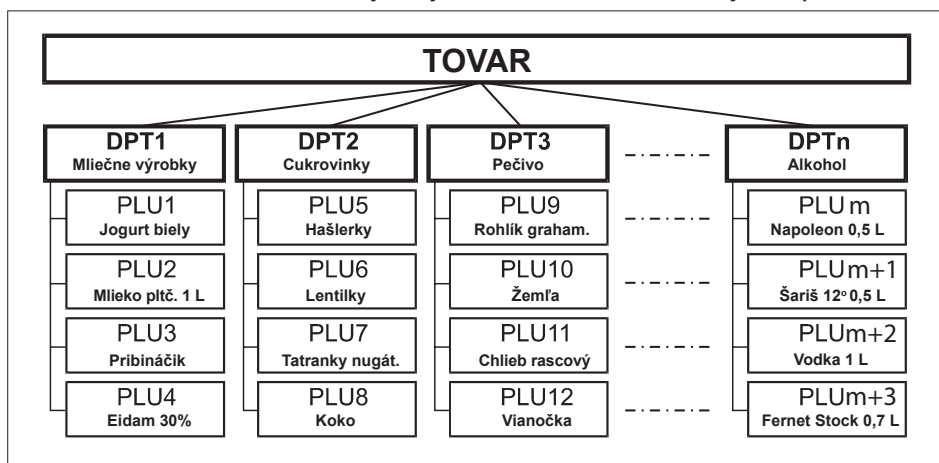 TOVAR
DPT1
Mliečne výrobky
PLU1
Jogurt biely
PLU2
Mlieko pltč. 1 L
PLU3
Pribináčik
PLU4
Eidam 30%
DPT2
Cukrovinky
PLU5
Hašlerky
PLU6
Lentilky
PLU7
Tatranky nugát.
PLU8
Koko
DPT3
Pečivo
PLU9
Rohlík graham.
PLU10
Žemľa
PLU11
Chlieb rascový
PLU12
Vianočka
DPTn
Alkohol
PLU m
Napoleon 0,5 L
PLUm+1
Šariš 12° 0,5 L
PLUm+2
Vodka 1 L
PLUm+3
Fernet Stock 0,7 L